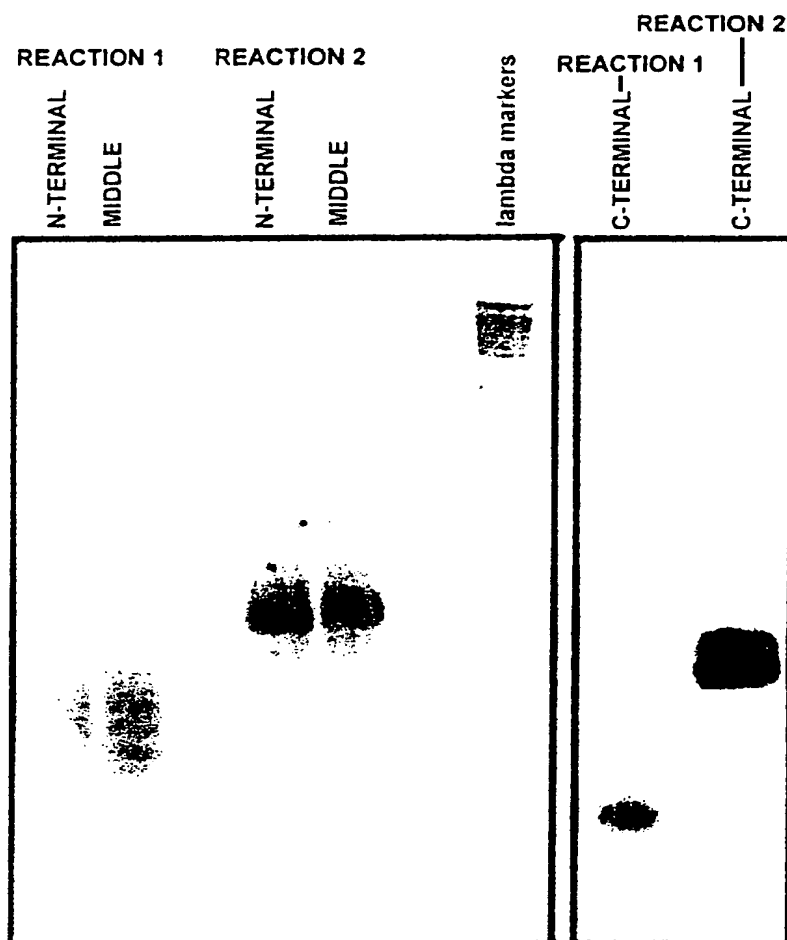 REACTION 1
REACTION 2
N-TERMINAL
MIDDLE
N-TERMINAL
MIDDLE
lambda markers
REACTION 2
REACTION 1
C-TERMINAL
C-TERMINAL